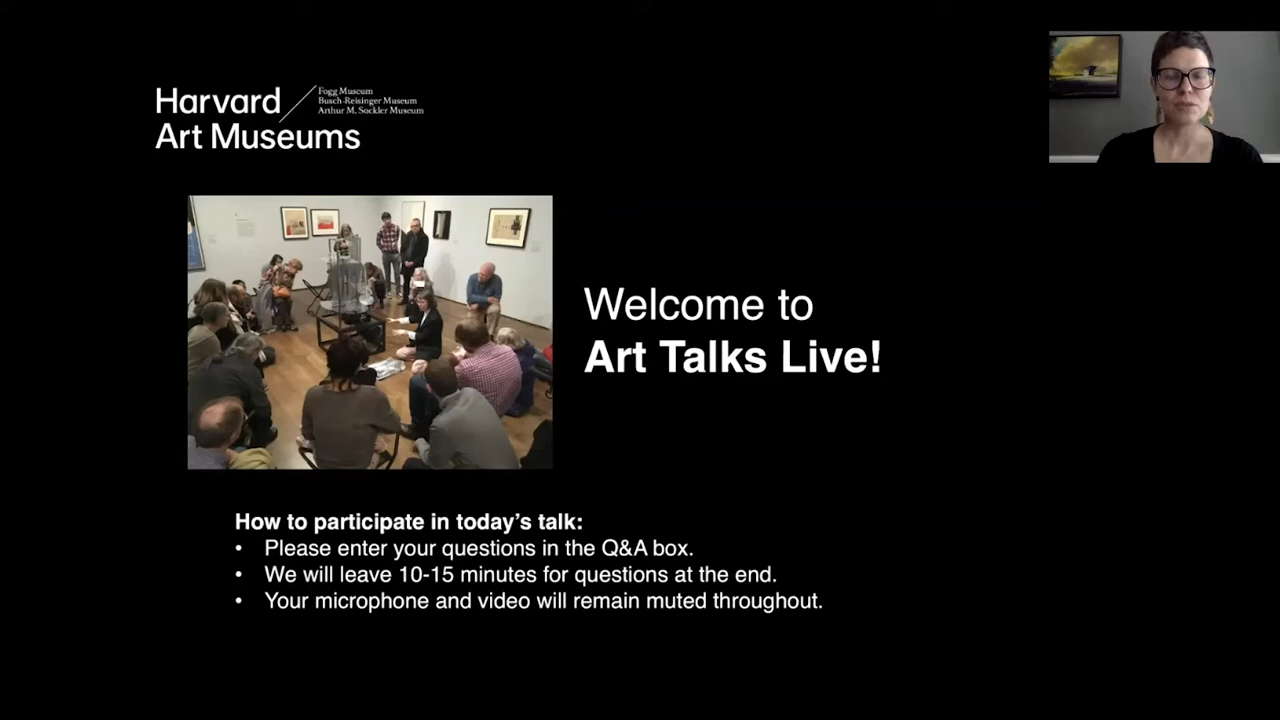 Harvard
Art Museums
Fogg Museum
Busch-Reisinger Museum
Arthur M. Sackler Museum
Welcome to
Art Talks Live!
How to participate in today's talk:
• Please enter your questions in the Q&A box.
• We will leave 10-15 minutes for questions at the end.
• Your microphone and video will remain muted throughout.